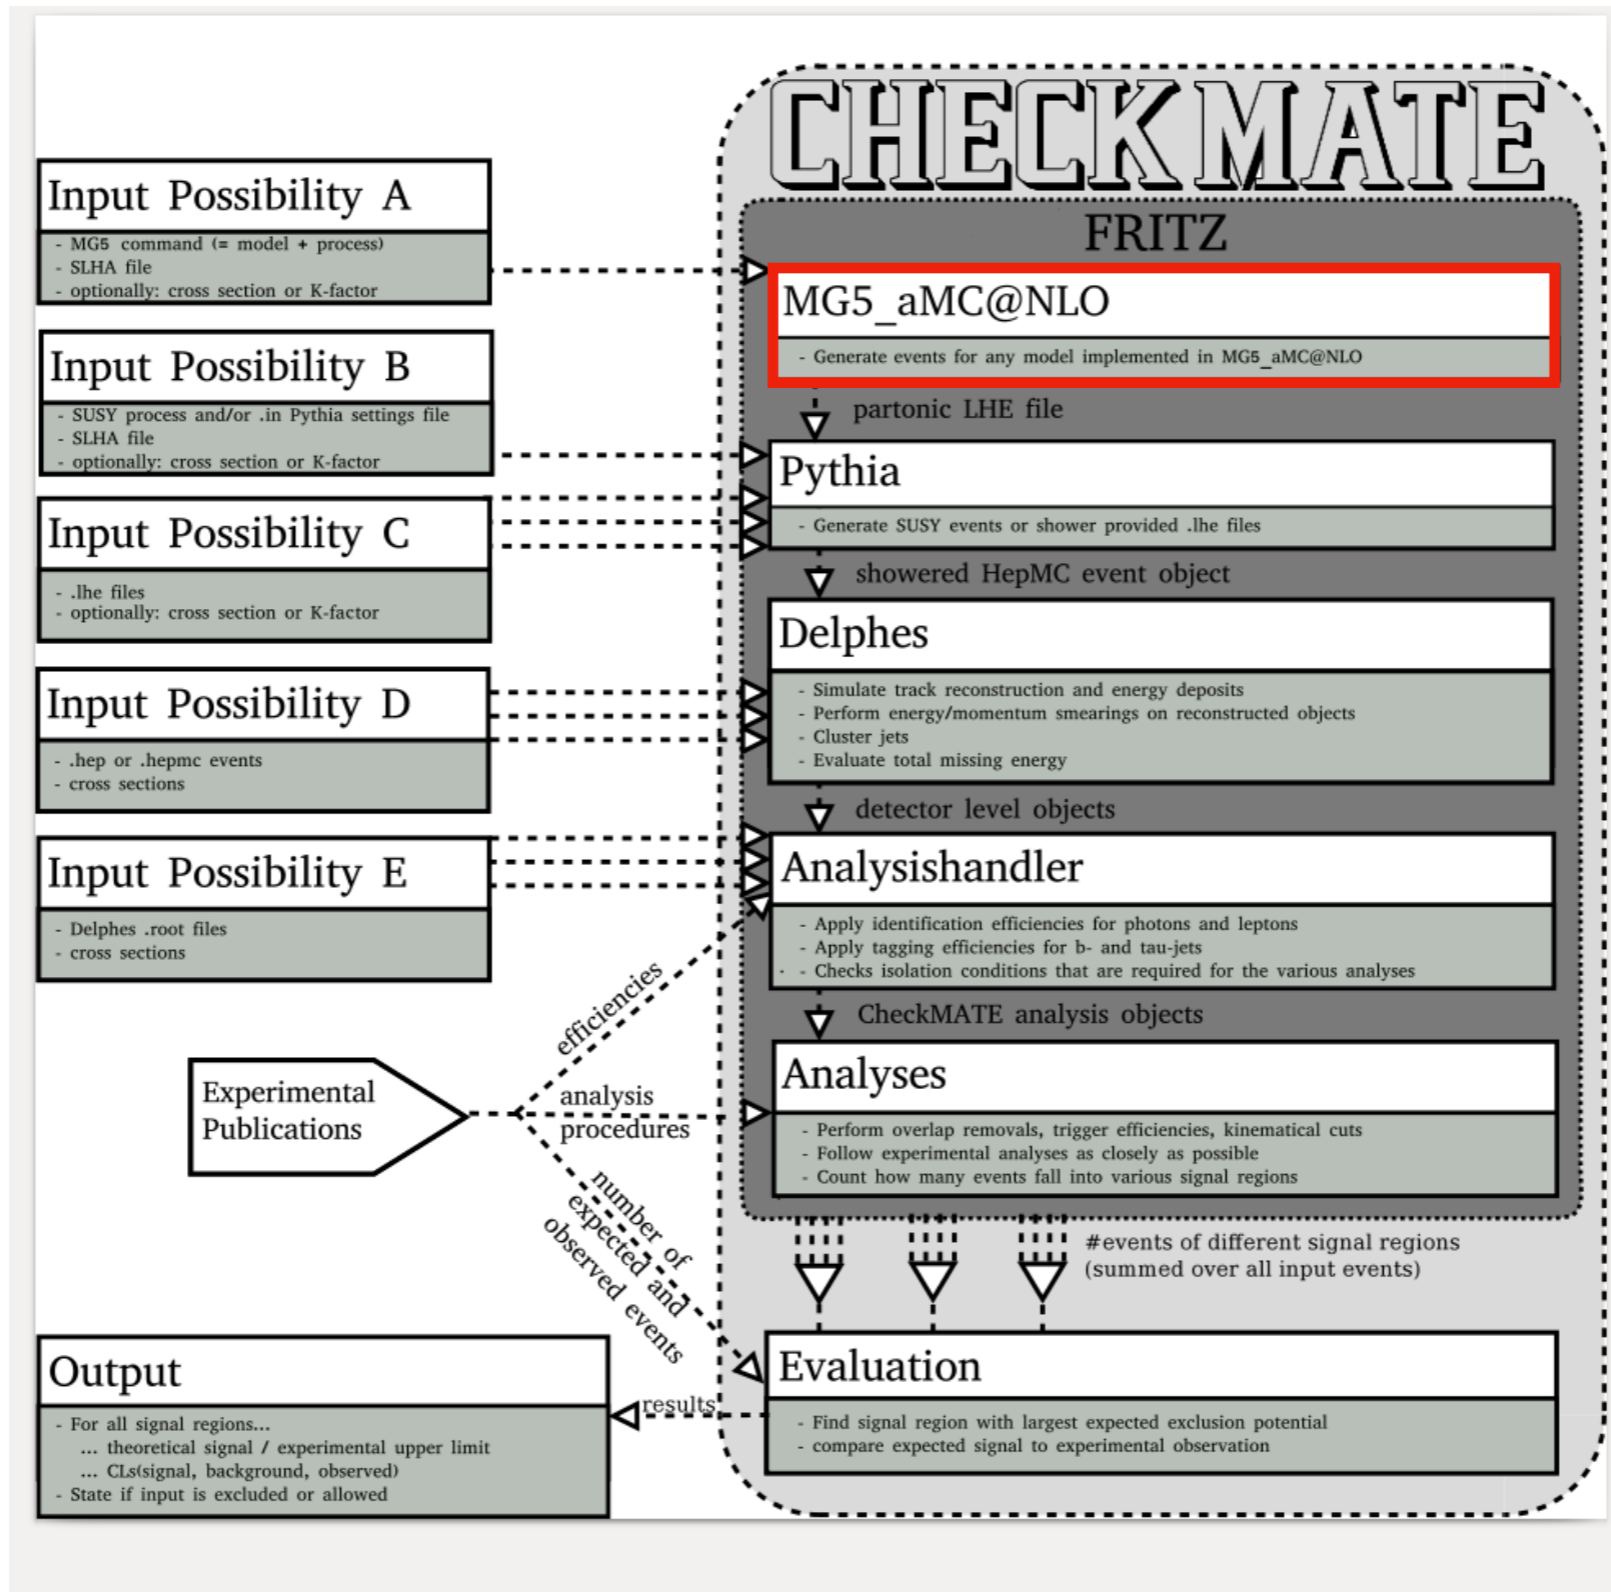 CHECKMATE
FRITZ
Input Possibility A
- MG5 command (= model + process)
- SLHA file
- optionally: cross section or K-factor
Input Possibility B
- SUSY process and/or .in Pythia settings file
- SLHA file
- optionally: cross section or K-factor
Input Possibility C
- .lhe files
- optionally: cross section or K-factor
Input Possibility D
- .hep or .hepmc events
- cross sections
Input Possibility E
- Delphes .root files
- cross sections
Experimental
Publications
efficiencies
analysis
procedures
number of
expected and
observed events
MG5_aMC@NLO
- Generate events for any model implemented in MG5_aMC@NLO
partonic LHE file
Pythia
- Generate SUSY events or shower provided .lhe files
showered HepMC event object
Delphes
- Simulate track reconstruction and energy deposits
- Perform energy/momentum smearings on reconstructed objects
- Cluster jets
- Evaluate total missing energy
detector level objects
Analysishandler
- Apply identification efficiencies for photons and leptons
- Apply tagging efficiencies for b- and tau-jets
- Checks isolation conditions that are required for the various analyses
CheckMATE analysis objects
Analyses
- Perform overlap removals, trigger efficiencies, kinematical cuts
- Follow experimental analyses as closely as possible
- Count how many events fall into various signal regions
#events of different signal regions
(summed over all input events)
Evaluation
- Find signal region with largest expected exclusion potential
- compare expected signal to experimental observation
results
Output
- For all signal regions...
... theoretical signal / experimental upper limit
... CLs(signal, background, observed)
- State if input is excluded or allowed